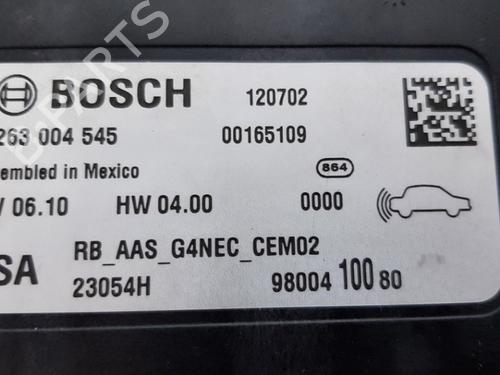 BOSCH 120702
263 004 545 00165109
embled in Mexico 864
06.10 HW 04.00 0000
SA RB_AAS_G4NEC_CEM02
23054H 98004 100 80